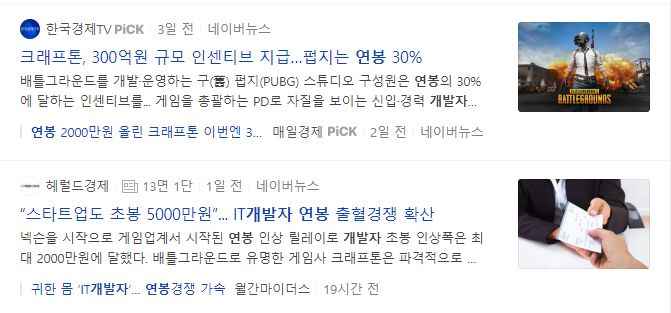 한국경제TV PiCK 3일 전 네이버뉴스
크래프톤, 300억원 규모 인센티브 지급...펍지는 연봉 30%
배틀그라운드를 개발·운영하는 구(舊) 펍지(PUBG) 스튜디오 구성원은 연봉의 30%
에 달하는 인센티브를... 게임을 총괄하는 PD로 자질을 보이는 신입·경력 개발자...
연봉 2000만원 올린 크래프톤 이번엔 3... 매일경제 PiCK 2일 전 네이버뉴스
BATTLEGROUNDS
헤럴드경제 13면 1단 1일 전 네이버뉴스
“스타트업도 초봉 5000만원”... IT개발자 연봉 출혈경쟁 확산
넥슨을 시작으로 게임업계서 시작된 연봉 인상 릴레이로 개발자 초봉 인상폭은 최
대 2000만원에 달했다. 배틀그라운드로 유명한 게임사 크래프톤은 파격적으로 ...
귀한 몸 ‘IT개발자’... 연봉경쟁 가속 월간마이더스 19시간 전